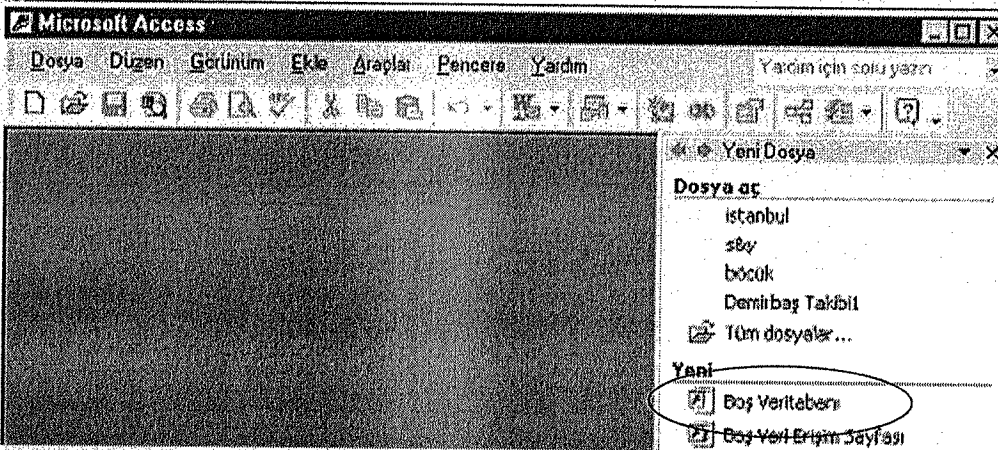 Microsoft Access
Dosya Düzen Görünüm Ekle Araçlar Pencere Yardım
Yardım için soru yazın
Yeni Dosya
Dosya aç
istanbul
böcük
Demirbaş Takibi1
Tüm dosyalar...
Yeni
Boş Veritabanı
Boş Veri Erişim Sayfası